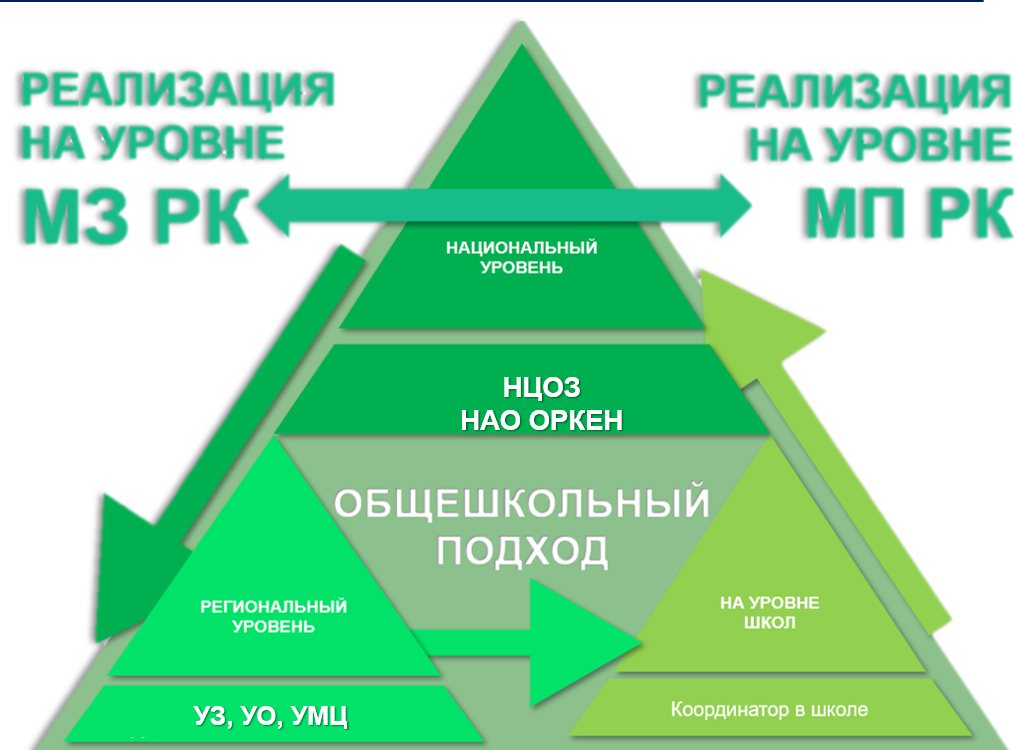 РЕАЛИЗАЦИЯ
НА УРОВНЕ
МЗ РК
РЕАЛИЗАЦИЯ
НА УРОВНЕ
МП РК
НАЦИОНАЛЬНЫЙ
УРОВЕНЬ
НЦОЗ
НАО ОРКЕН
ОБЩЕШКОЛЬНЫЙ
ПОДХОД
РЕГИОНАЛЬНЫЙ
УРОВЕНЬ
НА УРОВНЕ
ШКОЛ
УЗ, УО, УМЦ
Координатор в школе